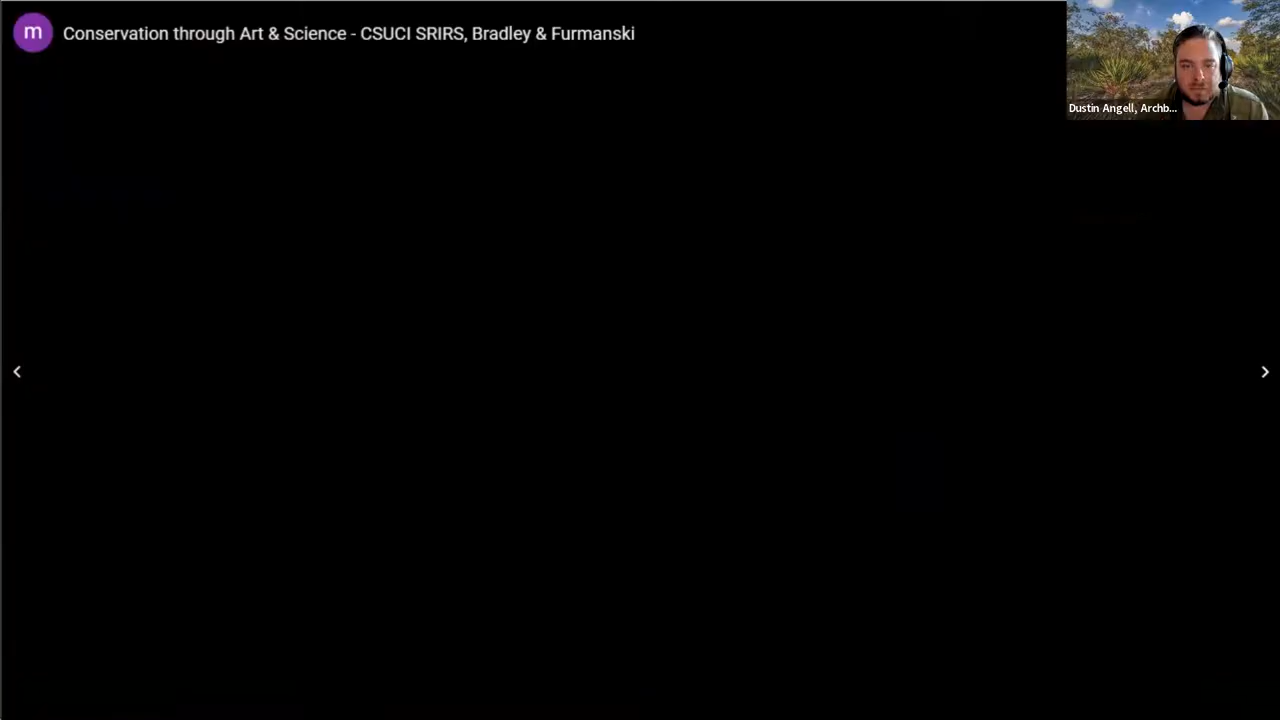 m
Conservation through Art & Science - CSUCI SRIRS, Bradley & Furmanski
Dustin Angell, Archb...